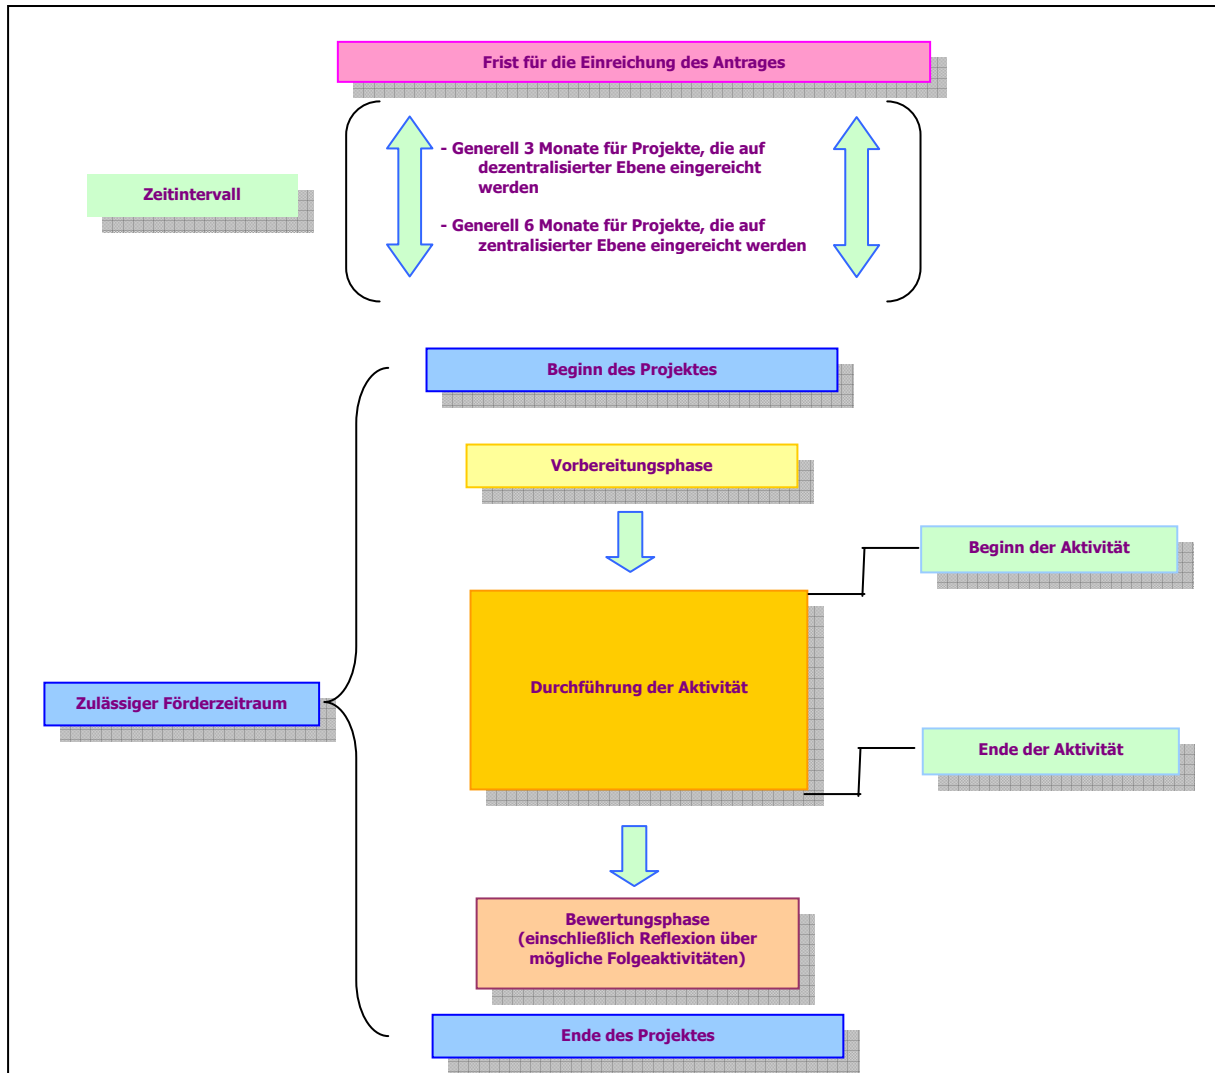 Frist für die Einreichung des Antrages
- Generell 3 Monate für Projekte, die auf
dezentralisierter Ebene eingereicht
werden
Zeitintervall
- Generell 6 Monate für Projekte, die auf
zentralisierter Ebene eingereicht werden
Beginn des Projektes
Vorbereitungsphase
Beginn der Aktivität
Durchführung der Aktivität
Zulässiger Förderzeitraum
Ende der Aktivität
Bewertungsphase
(einschließlich Reflexion über
mögliche Folgeaktivitäten)
Ende des Projektes